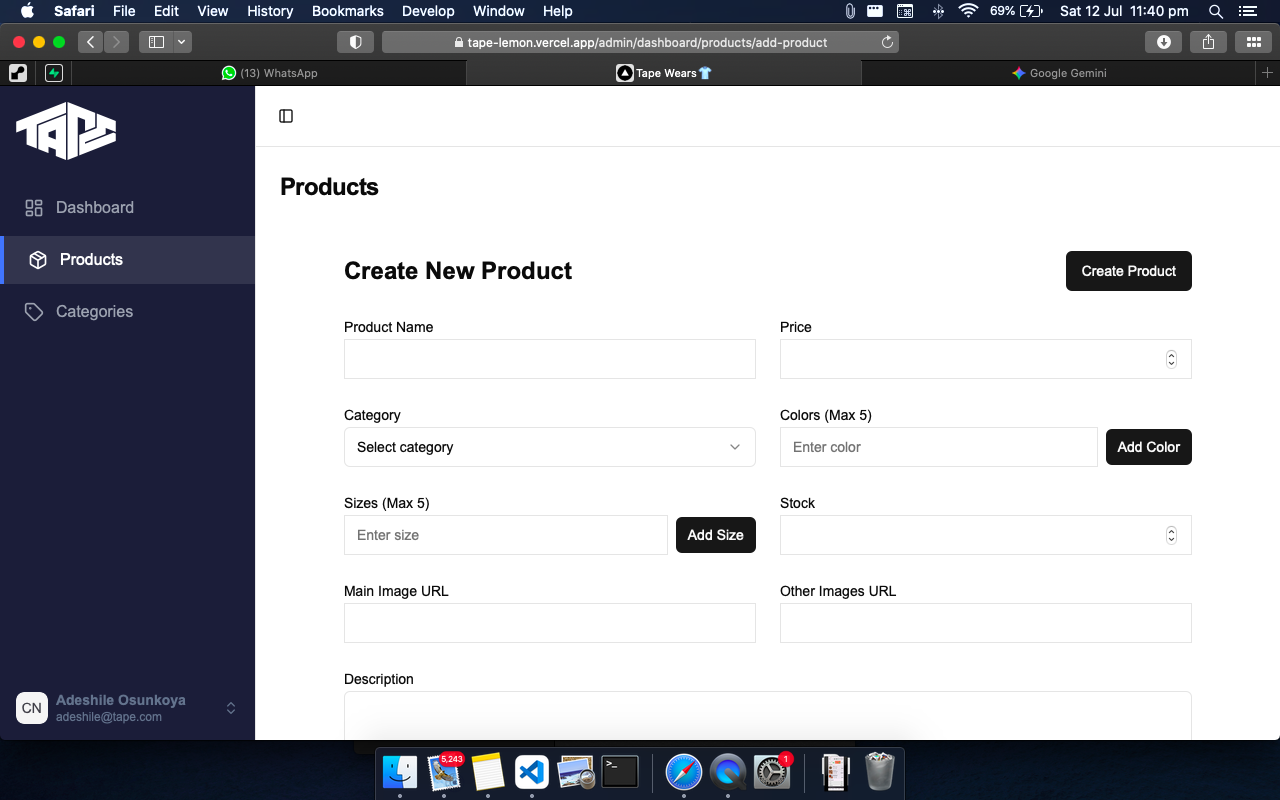 Safari File Edit View History Bookmarks Develop Window Help 69% Sat 12 Jul 11:40 pm
tape-lemon.vercel.app/admin/dashboard/products/add-product
(13) WhatsApp
Tape Wears👕
Google Gemini
TAPE
Dashboard
Products
Categories
Adeshile Osunkoya
adeshile@tape.com
CN
Products
Create New Product
Create Product
Product Name
Price
Category
Select category
Colors (Max 5)
Enter color
Add Color
Sizes (Max 5)
Enter size
Add Size
Stock
Main Image URL
Other Images URL
Description
5,243
>_
1